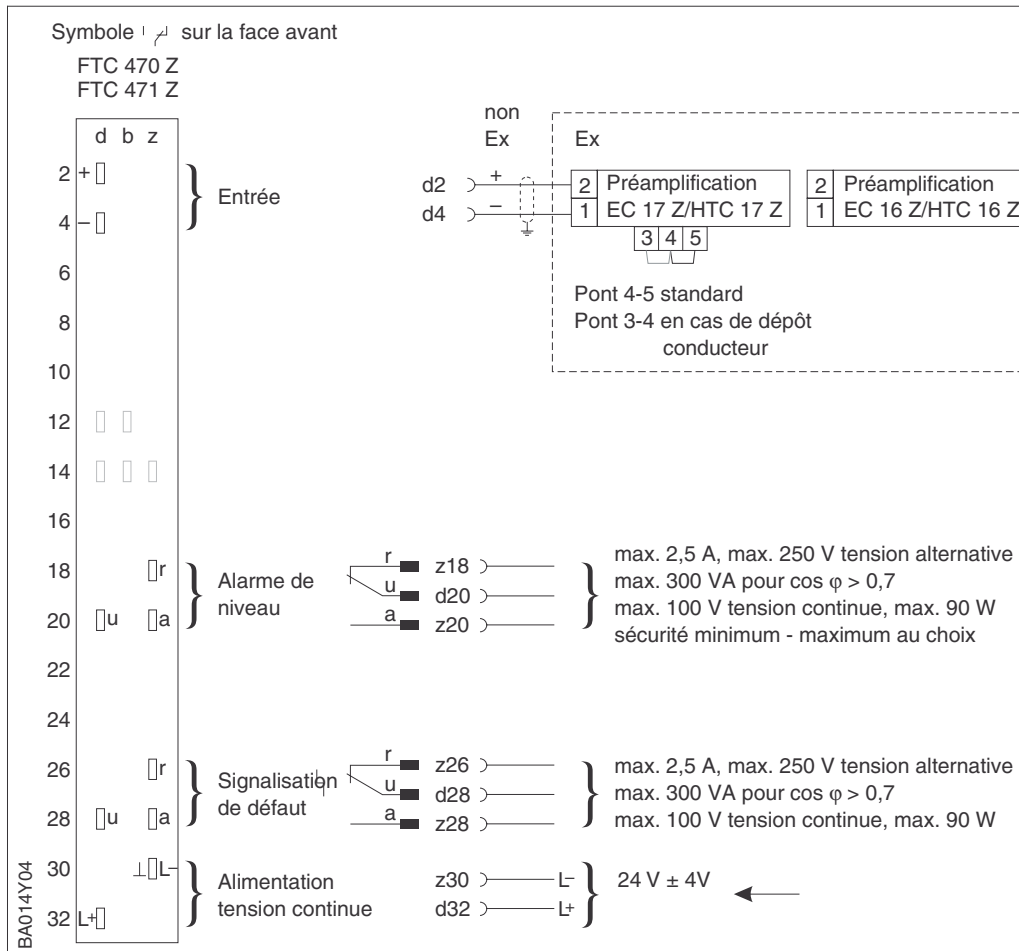 Symbole sur la face avant
FTC 470 Z
FTC 471 Z
d b z
2 +
4 –
Entrée
6
8
10
12
14
16
18 r
20 u a
Alarme de
niveau
22
24
26 r
28 u a
Signalisation
de défaut
30 ⊥ L–
32 L+
Alimentation
tension continue
BA014Y04
non
Ex
Ex
d2 +
d4 –
2 Préamplification
1 EC 17 Z/HTC 17 Z
3 4 5
2 Préamplification
1 EC 16 Z/HTC 16 Z
Pont 4-5 standard
Pont 3-4 en cas de dépôt
conducteur
r z18
u d20
a z20
max. 2,5 A, max. 250 V tension alternative
max. 300 VA pour cos φ > 0,7
max. 100 V tension continue, max. 90 W
sécurité minimum - maximum au choix
r z26
u d28
a z28
max. 2,5 A, max. 250 V tension alternative
max. 300 VA pour cos φ > 0,7
max. 100 V tension continue, max. 90 W
z30 L–
d32 L+
24 V ± 4V